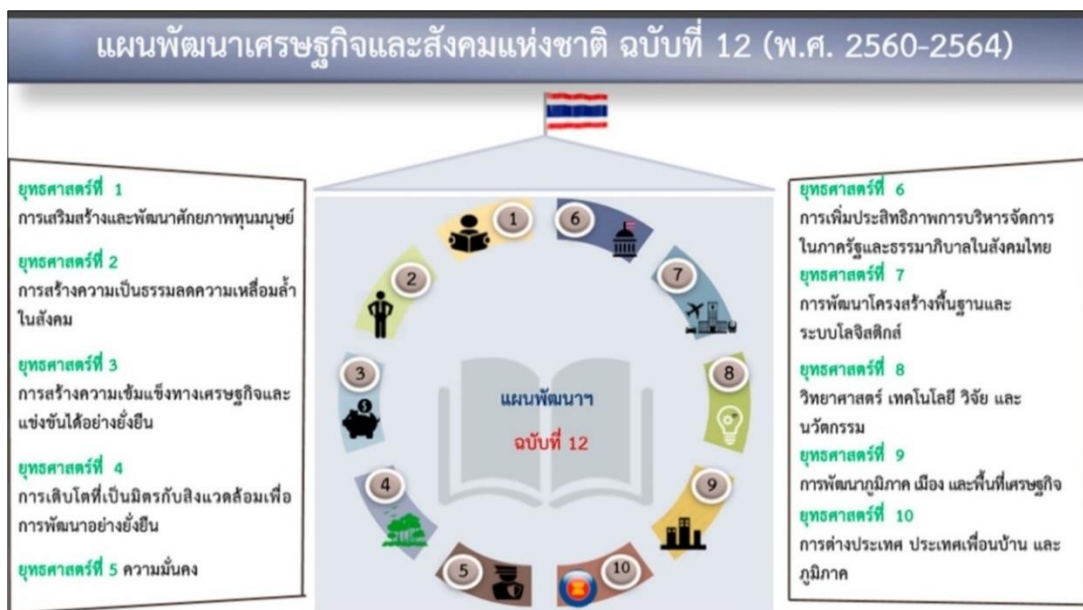 แผนพัฒนาเศรษฐกิจและสังคมแห่งชาติ ฉบับที่ 12 (พ.ศ. 2560-2564)
ยุทธศาสตร์ที่ 1
การเสริมสร้างและพัฒนาศักยภาพทุนมนุษย์
ยุทธศาสตร์ที่ 2
การสร้างความเป็นธรรมลดความเหลื่อมล้ำ
ในสังคม
ยุทธศาสตร์ที่ 3
การสร้างความเข้มแข็งทางเศรษฐกิจและ
แข่งขันได้อย่างยั่งยืน
ยุทธศาสตร์ที่ 4
การเติบโตที่เป็นมิตรกับสิ่งแวดล้อมเพื่อ
การพัฒนาอย่างยั่งยืน
ยุทธศาสตร์ที่ 5 ความมั่นคง
1
2
3
4
5
6
7
8
9
10
แผนพัฒนาฯ
ฉบับที่ 12
ยุทธศาสตร์ที่ 6
การเพิ่มประสิทธิภาพการบริหารจัดการ
ในภาครัฐและธรรมาภิบาลในสังคมไทย
ยุทธศาสตร์ที่ 7
การพัฒนาโครงสร้างพื้นฐานและ
ระบบโลจิสติกส์
ยุทธศาสตร์ที่ 8
วิทยาศาสตร์ เทคโนโลยี วิจัย และ
นวัตกรรม
ยุทธศาสตร์ที่ 9
การพัฒนาภูมิภาค เมือง และพื้นที่เศรษฐกิจ
ยุทธศาสตร์ที่ 10
การต่างประเทศ ประเทศเพื่อนบ้าน และ
ภูมิภาค